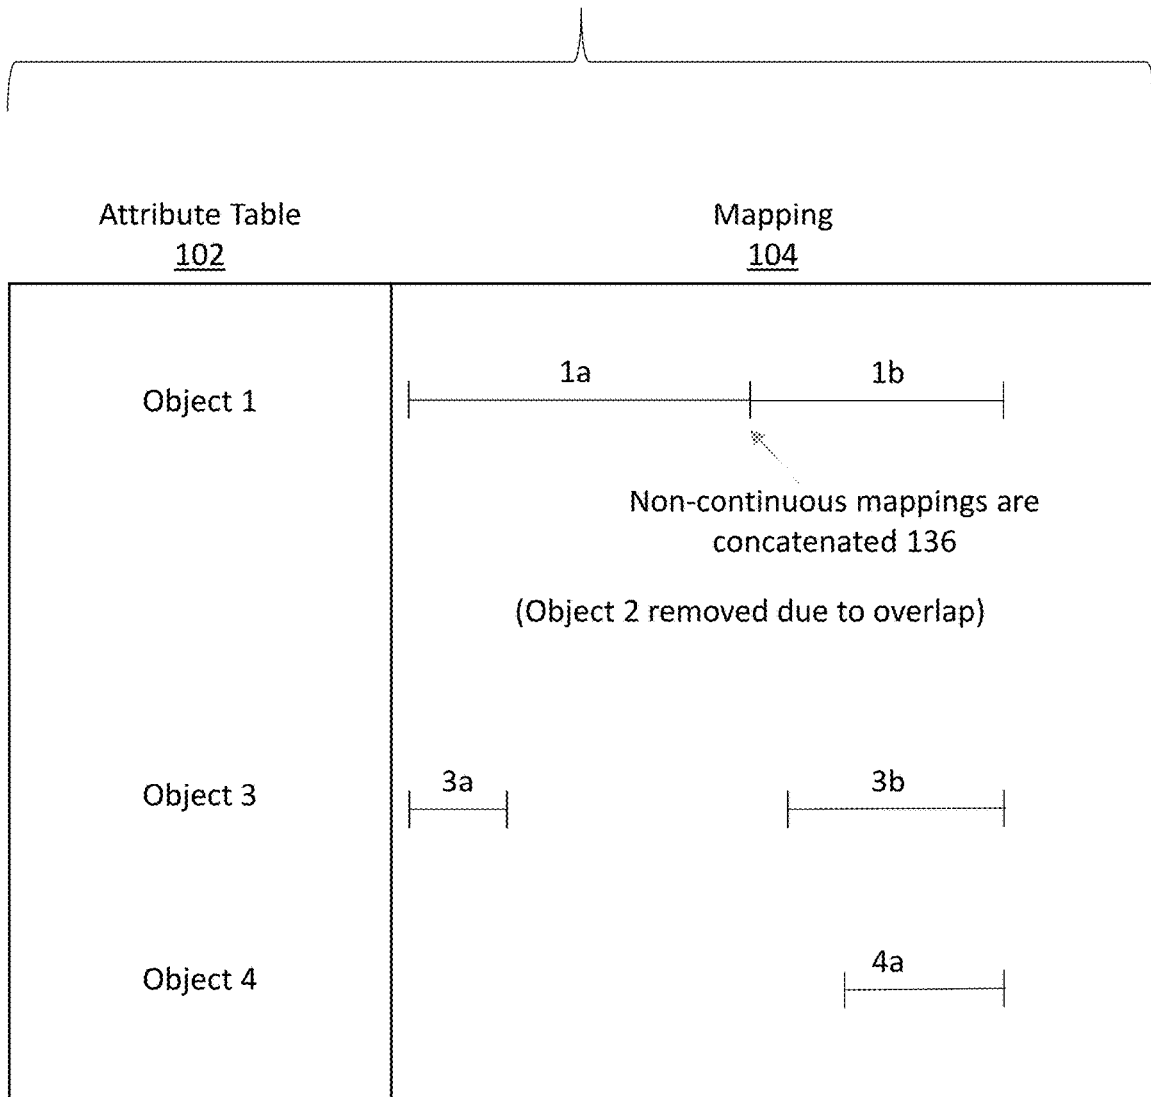 Attribute Table
102
Mapping
104
Object 1
1a
1b
Non-continuous mappings are
concatenated 136
(Object 2 removed due to overlap)
Object 3
3a
3b
Object 4
4a